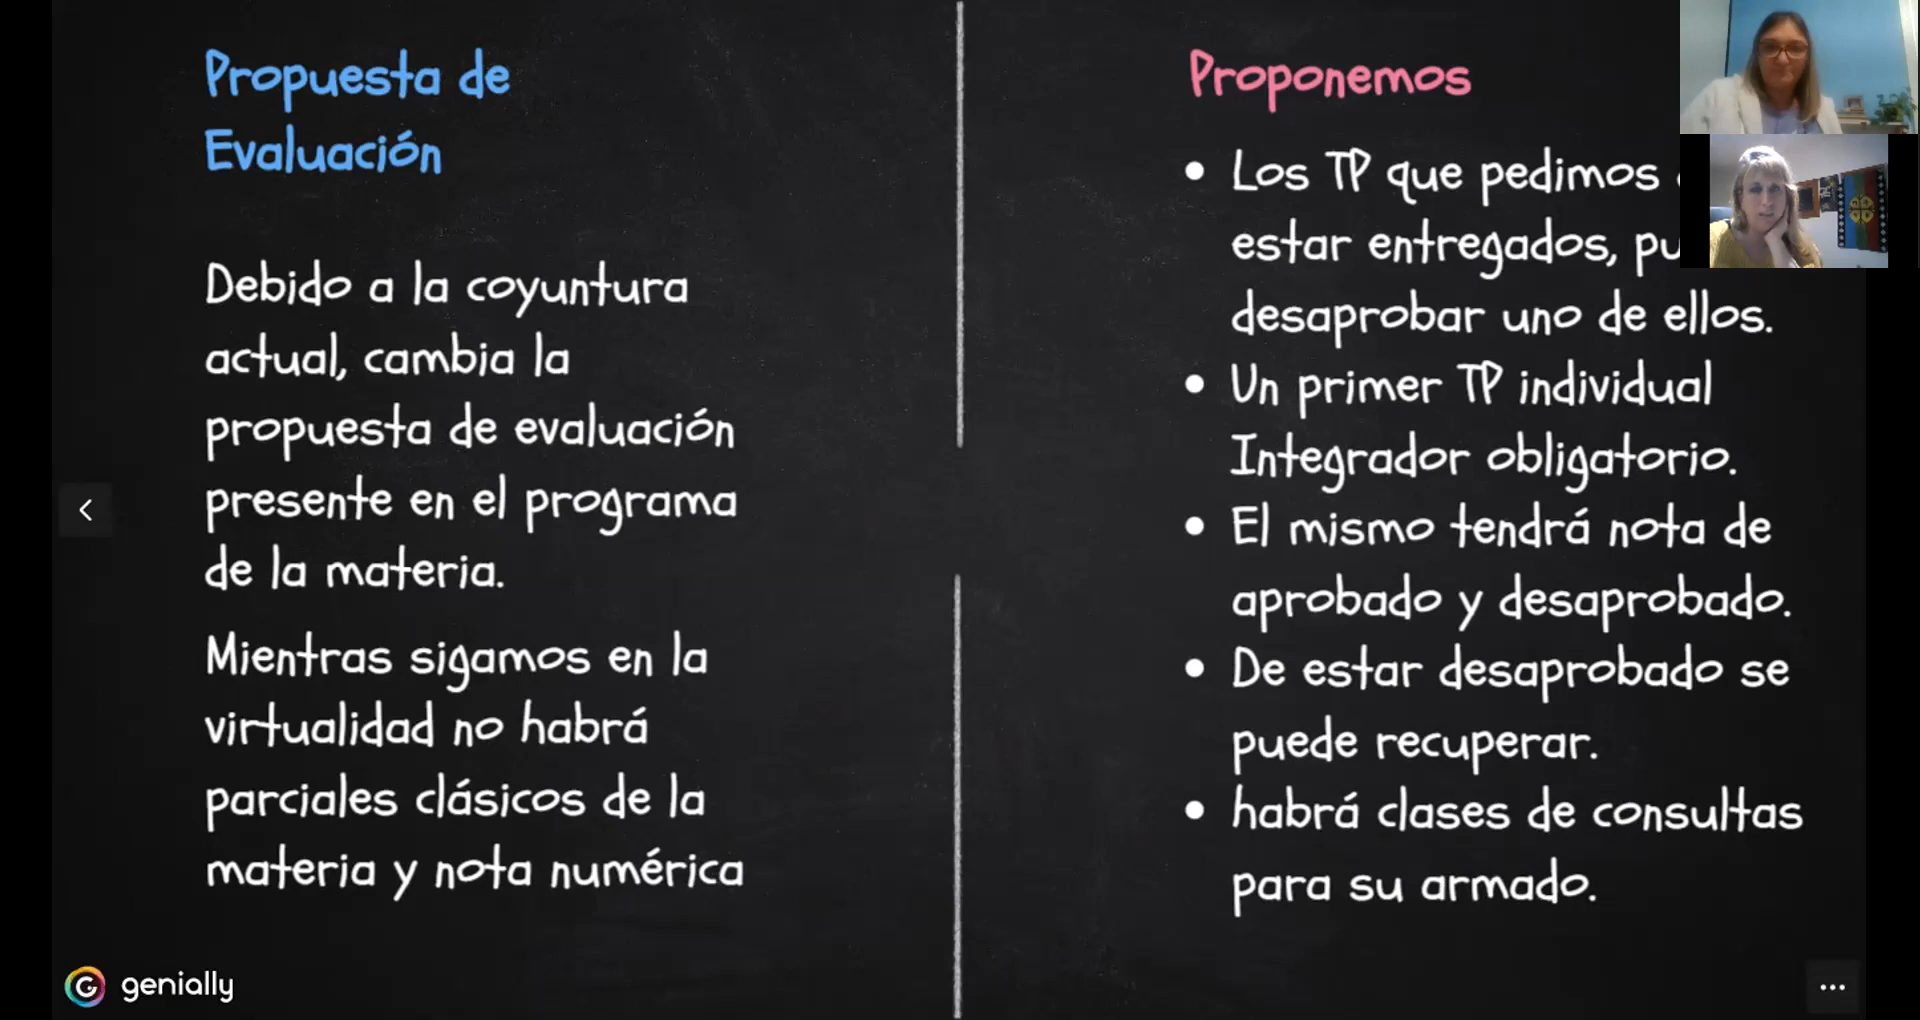 Propuesta de
Evaluación
Debido a la coyuntura
actual, cambia la
propuesta de evaluación
presente en el programa
de la materia.
Mientras sigamos en la
virtualidad no habrá
parciales clásicos de la
materia y nota numérica
Proponemos
• Los TP que pedimos
estar entregados,
desaprobar uno de ellos.
• Un primer TP individual
Integrador obligatorio.
• El mismo tendrá nota de
aprobado y desaprobado.
• De estar desaprobado se
puede recuperar.
• habrá clases de consultas
para su armado.
genially